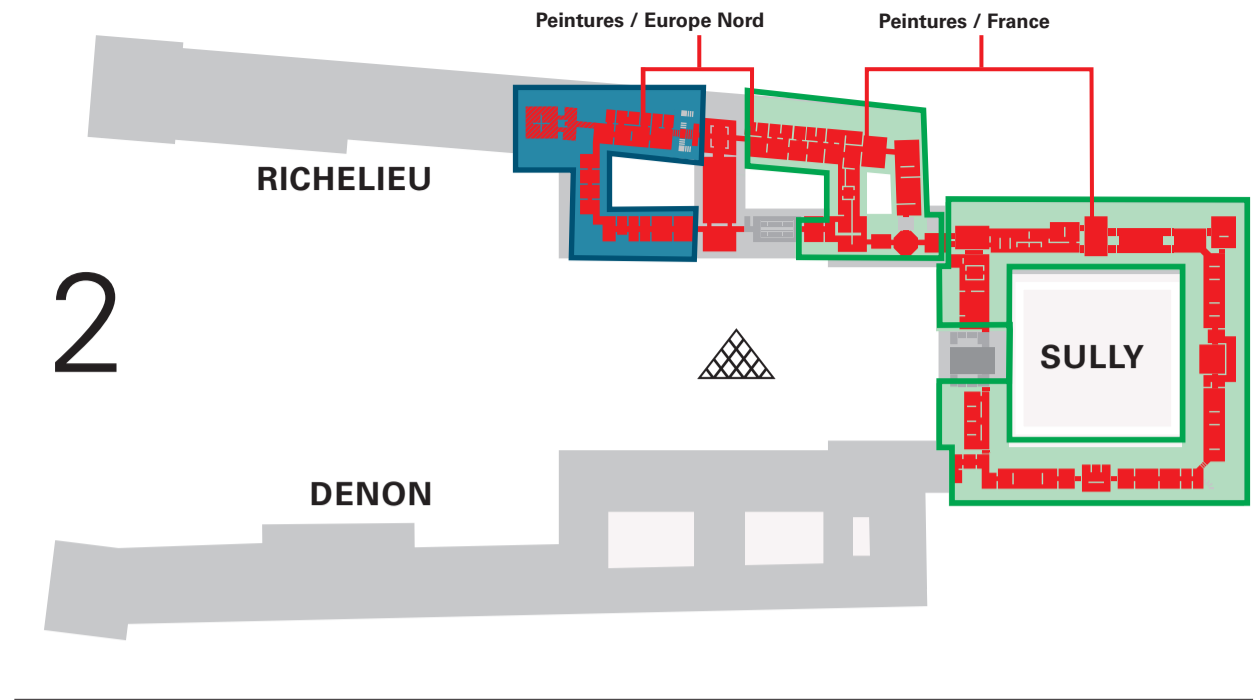 Peintures / Europe Nord
Peintures / France
RICHELIEU
2
SULLY
DENON